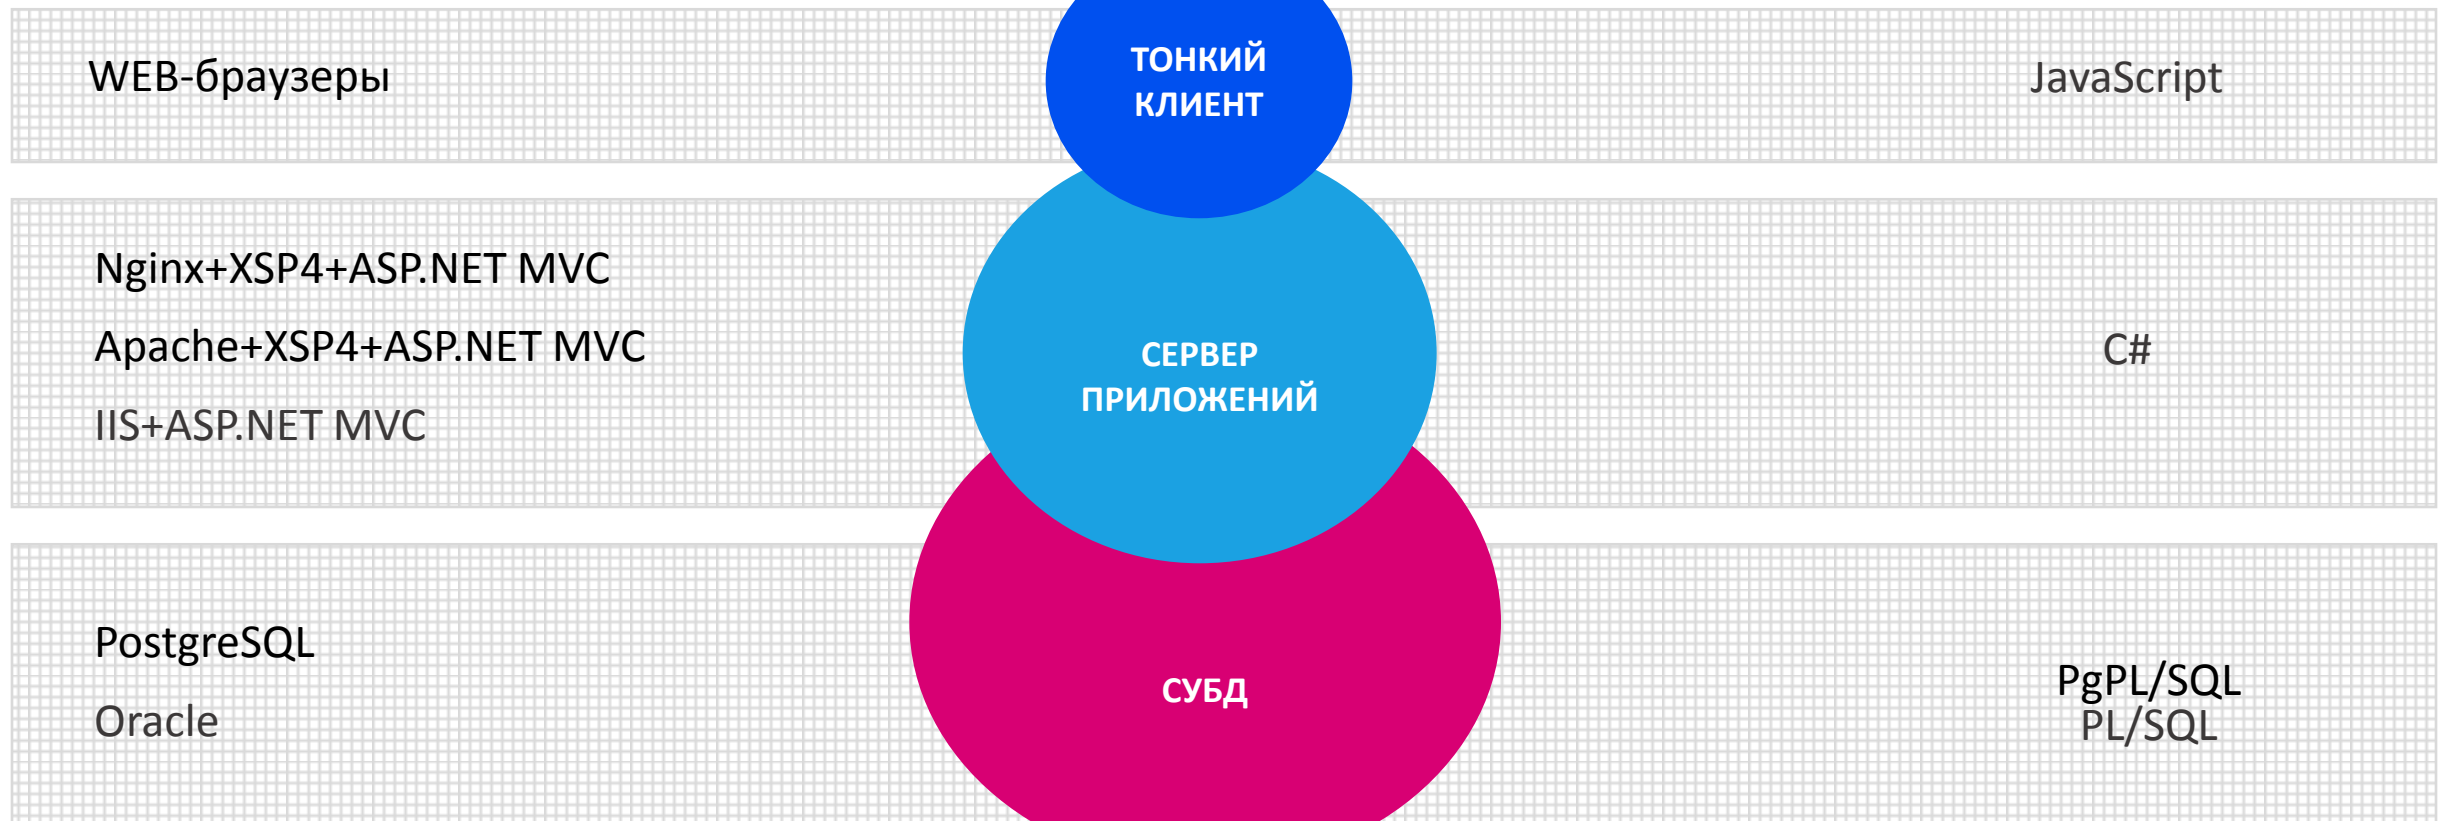 WEB-браузеры
ТОНКИЙ
КЛИЕНТ
JavaScript
Nginx+XSP4+ASP.NET MVC
Apache+XSP4+ASP.NET MVC
IIS+ASP.NET MVC
СЕРВЕР
ПРИЛОЖЕНИЙ
C#
PostgreSQL
Oracle
СУБД
PgPL/SQL
PL/SQL